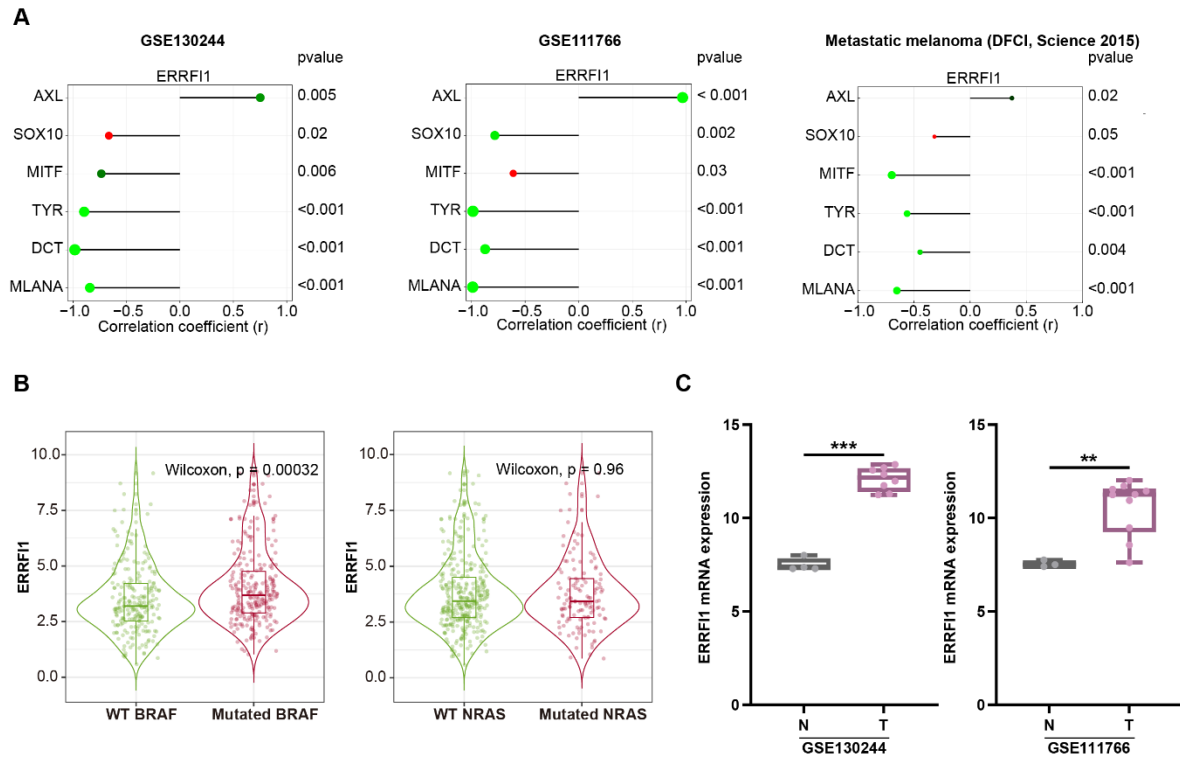 A
GSE130244
pvalue
ERRFI1
AXL 0.005
SOX10 0.02
MITF 0.006
TYR <0.001
DCT <0.001
MLANA <0.001
−1.0 −0.5 0.0 0.5 1.0
Correlation coefficient (r)
GSE111766
pvalue
ERRFI1
AXL < 0.001
SOX10 0.002
MITF 0.03
TYR <0.001
DCT <0.001
MLANA <0.001
−1.0 −0.5 0.0 0.5 1.0
Correlation coefficient (r)
Metastatic melanoma (DFCI, Science 2015)
pvalue
ERRFI1
AXL 0.02
SOX10 0.05
MITF <0.001
TYR <0.001
DCT 0.004
MLANA <0.001
−1.0 −0.5 0.0 0.5 1.0
Correlation coefficient (r)
B
ERRFI1
10.0
7.5
5.0
2.5
0.0
Wilcoxon, p = 0.00032
WT BRAF Mutated BRAF
ERRFI1
10.0
7.5
5.0
2.5
0.0
Wilcoxon, p = 0.96
WT NRAS Mutated NRAS
C
ERRFI1 mRNA expression
15
10
5
0
***
N T
GSE130244
ERRFI1 mRNA expression
15
10
5
0
**
N T
GSE111766